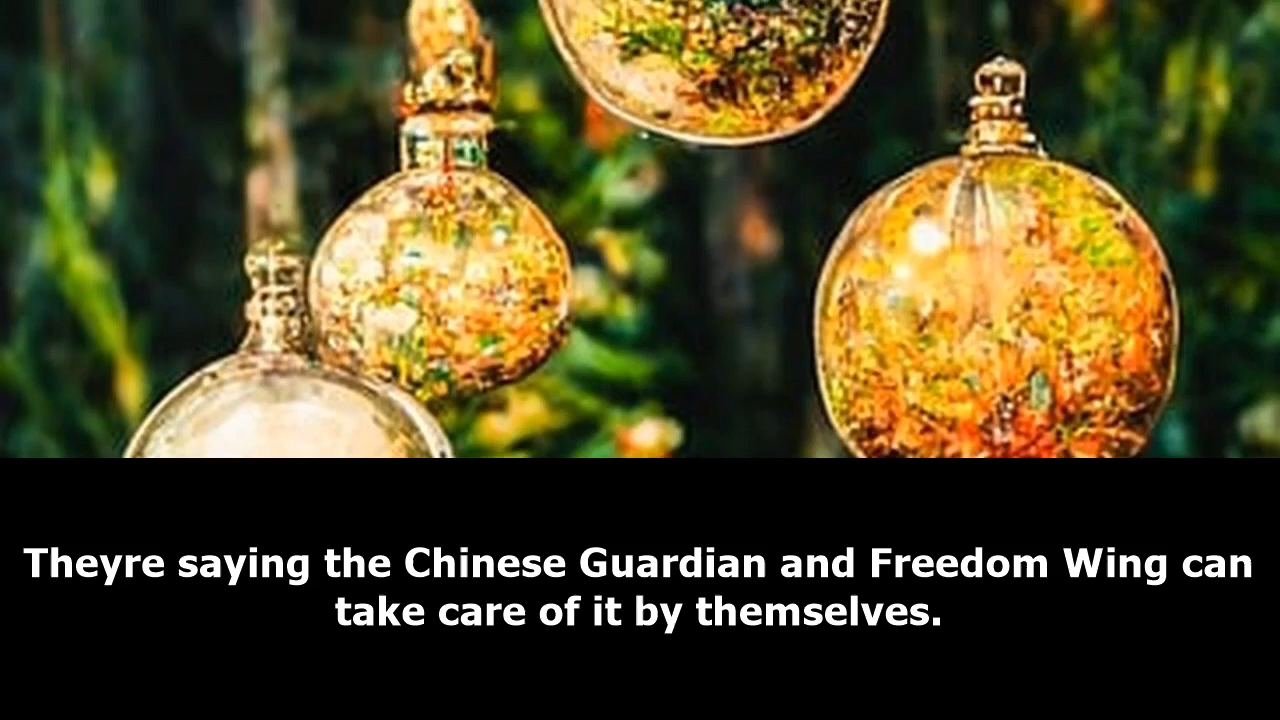 Theyre saying the Chinese Guardian and Freedom Wing can
take care of it by themselves.